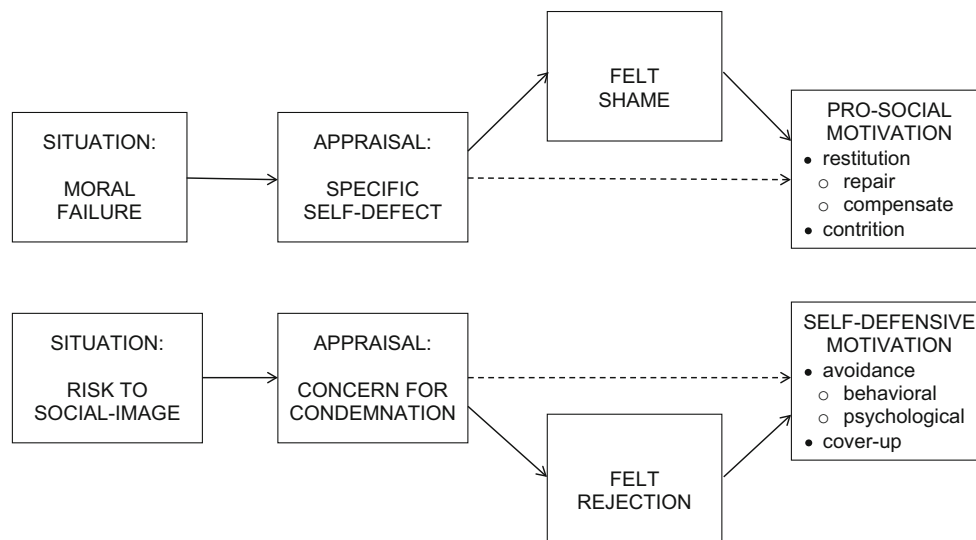 FELT
SHAME
SITUATION:
MORAL
FAILURE
APPRAISAL:
SPECIFIC
SELF-DEFECT
PRO-SOCIAL
MOTIVATION
• restitution
○ repair
○ compensate
• contrition
SITUATION:
RISK TO
SOCIAL-IMAGE
APPRAISAL:
CONCERN FOR
CONDEMNATION
SELF-DEFENSIVE
MOTIVATION
• avoidance
○ behavioral
○ psychological
• cover-up
FELT
REJECTION